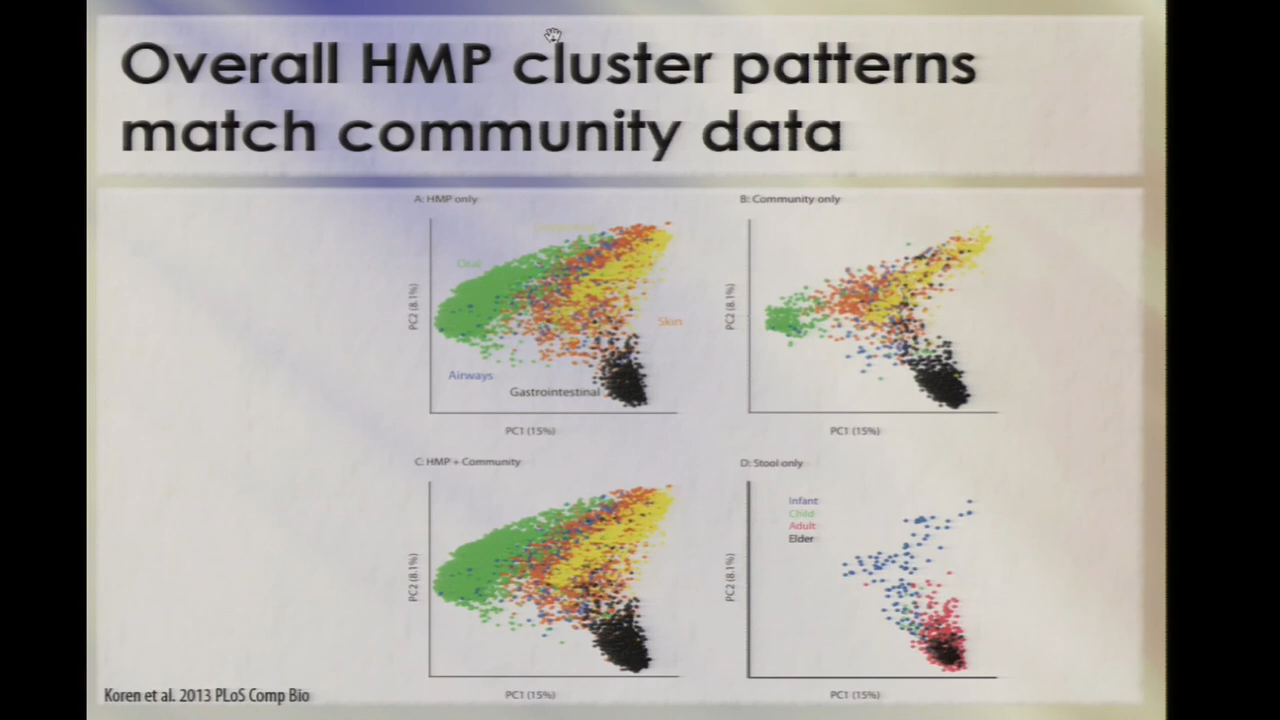 Overall HMP cluster patterns
match community data
A: HMP only
B: Community only
Oral
Skin
Airways
Gastrointestinal
PC2 (8.1%)
PC2 (8.1%)
PC1 (15%)
PC1 (15%)
C: HMP + Community
D: Stool only
Infant
Child
Adult
Elder
PC2 (8.1%)
PC2 (8.1%)
PC1 (15%)
PC1 (15%)
Koren et al. 2013 PLoS Comp Bio